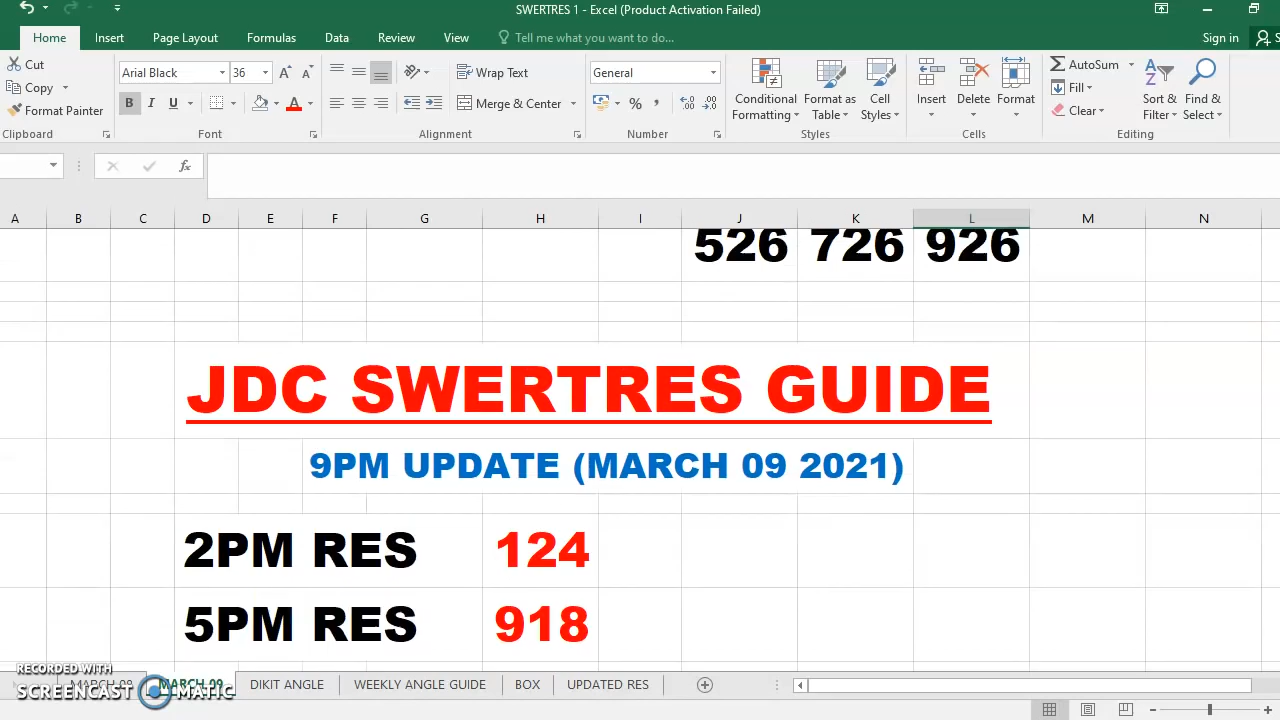 SWERTRES 1 - Excel (Product Activation Failed)
Home Insert Page Layout Formulas Data Review View Tell me what you want to do... Sign in S
Cut
Copy
Format Painter
Clipboard
Arial Black 36 A A
B I U A
Font
Wrap Text
Merge & Center
Alignment
General
% ,
Number
Conditional Formatting
Format as Table
Cell Styles
Styles
Insert Delete Format
Cells
AutoSum
Fill
Clear
Sort & Filter
Find & Select
Editing
fx
A B C D E F G H I J K L M N
526 726 926
JDC SWERTRES GUIDE
9PM UPDATE (MARCH 09 2021)
2PM RES 124
5PM RES 918
RECORDED WITH
SCREENCAST MATIC
MARCH 09 DIKIT ANGLE WEEKLY ANGLE GUIDE BOX UPDATED RES